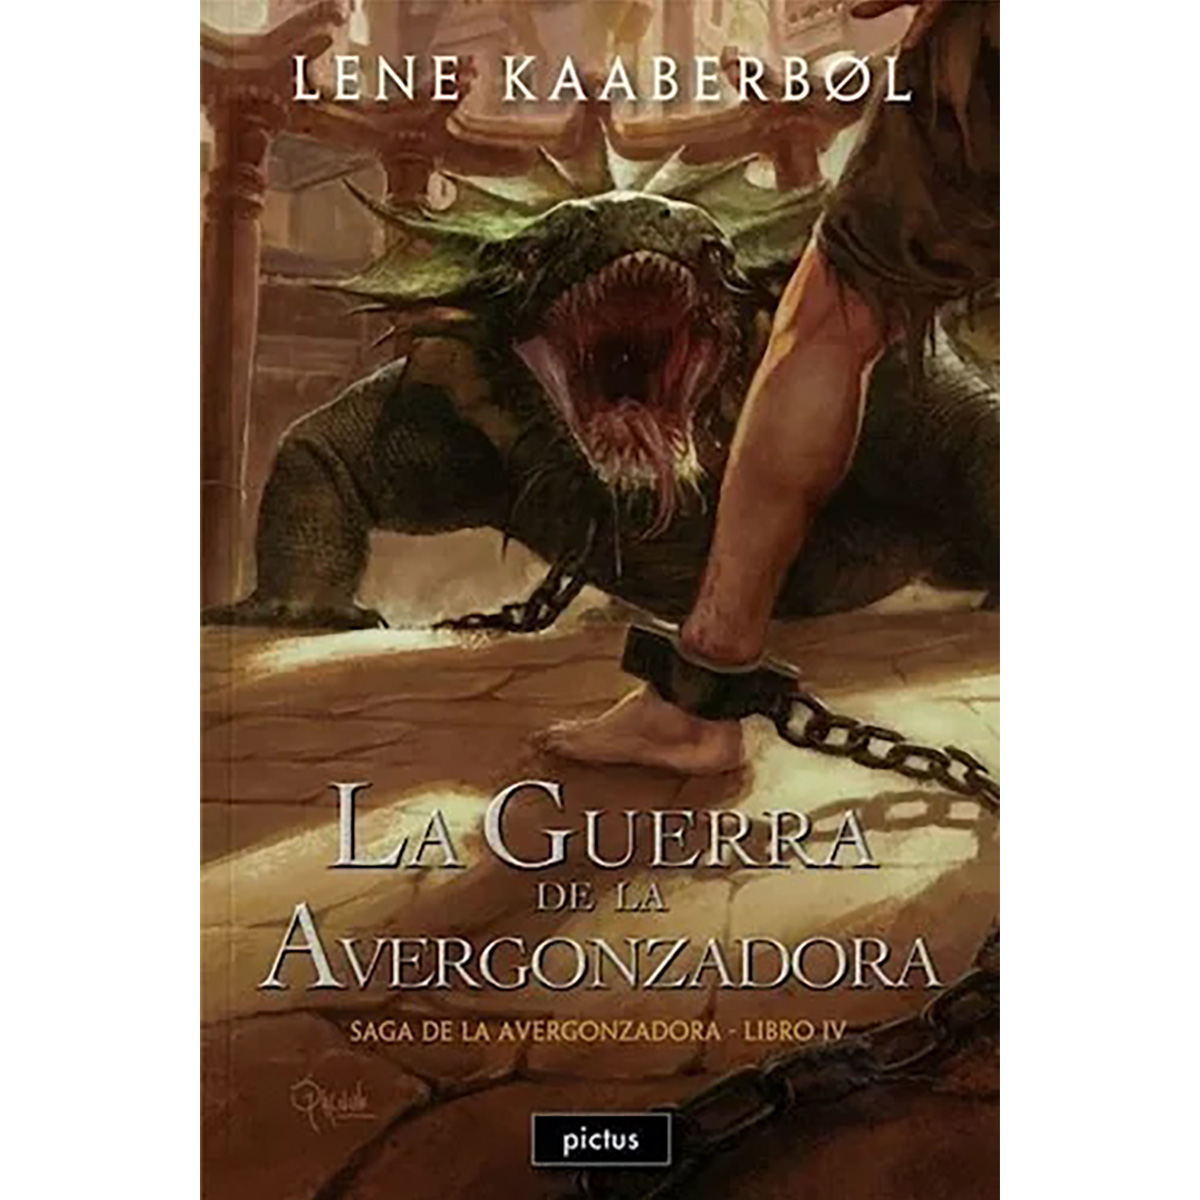 LENE KAABERBØL
LA GUERRA
DE LA
AVERGONZADORA
SAGA DE LA AVERGONZADORA - LIBRO IV
pictus